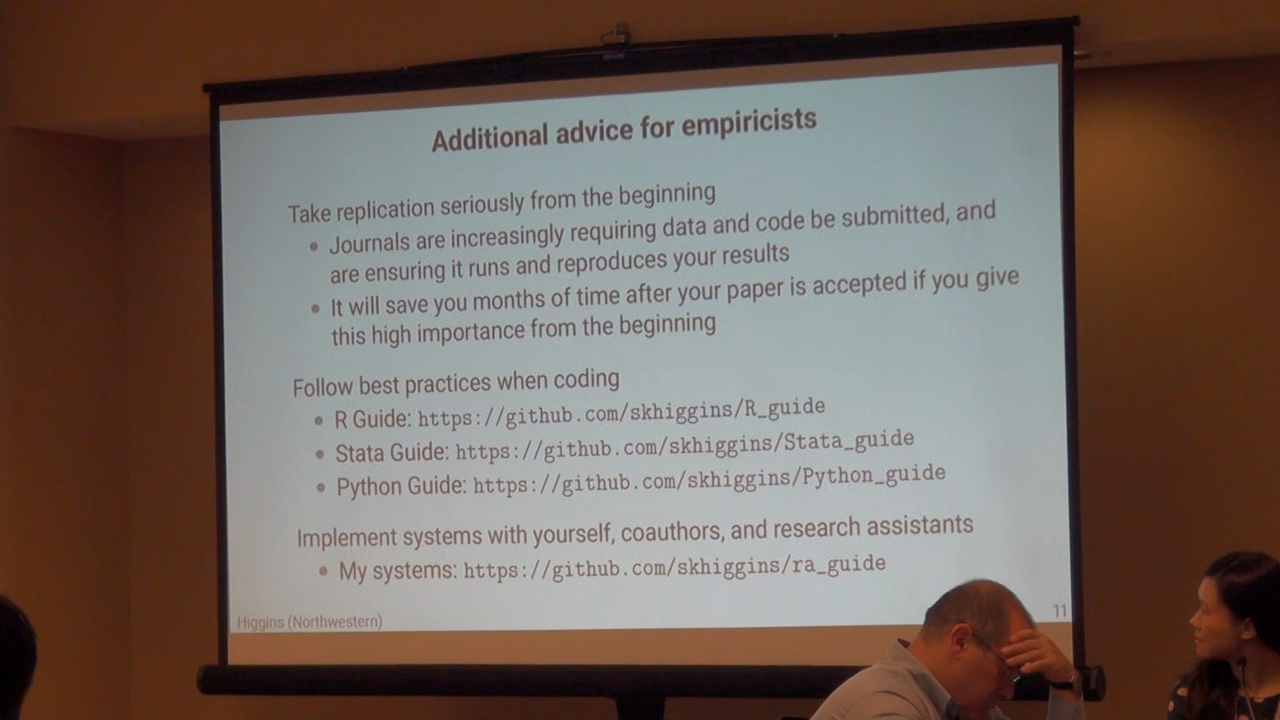 Additional advice for empiricists
Take replication seriously from the beginning
• Journals are increasingly requiring data and code be submitted, and
are ensuring it runs and reproduces your results
• It will save you months of time after your paper is accepted if you give
this high importance from the beginning
Follow best practices when coding
• R Guide: https://github.com/skhiggins/R_guide
• Stata Guide: https://github.com/skhiggins/Stata_guide
• Python Guide: https://github.com/skhiggins/Python_guide
Implement systems with yourself, coauthors, and research assistants
• My systems: https://github.com/skhiggins/ra_guide
Higgins (Northwestern)
11